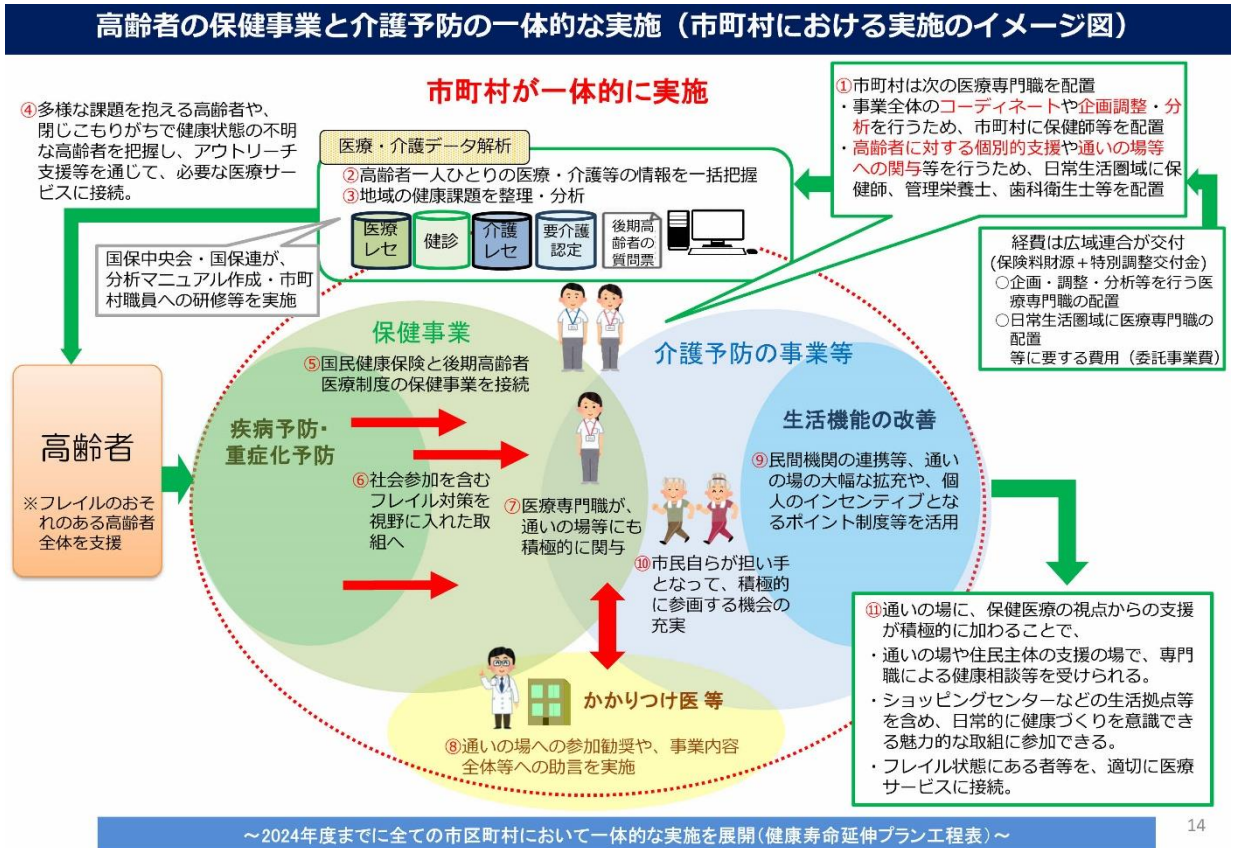 高齢者の保健事業と介護予防の一体的な実施（市町村における実施のイメージ図）
市町村が一体的に実施
④多様な課題を抱える高齢者や、
閉じこもりがちで健康状態の不明
な高齢者を把握し、アウトリーチ
支援等を通じて、必要な医療サー
ビスに接続。
医療・介護データ解析
②高齢者一人ひとりの医療・介護等の情報を一括把握
③地域の健康課題を整理・分析
医療
レセ
健診
介護
レセ
要介護
認定
後期高
齢者の
質問票
国保中央会・国保連が、
分析マニュアル作成・市町
村職員への研修等を実施
①市町村は次の医療専門職を配置
・事業全体のコーディネートや企画調整・分
析を行うため、市町村に保健師等を配置
・高齢者に対する個別的支援や通いの場等
への関与等を行うため、日常生活圏域に保
健師、管理栄養士、歯科衛生士等を配置
経費は広域連合が交付
(保険料財源＋特別調整交付金)
○企画・調整・分析等を行う医
療専門職の配置
○日常生活圏域に医療専門職の
配置
等に要する費用（委託事業費）
高齢者
※フレイルのおそ
れのある高齢者
全体を支援
保健事業
⑤国民健康保険と後期高齢者
医療制度の保健事業を接続
疾病予防・
重症化予防
⑥社会参加を含む
フレイル対策を
視野に入れた取
組へ
⑦医療専門職が、
通いの場等にも
積極的に関与
介護予防の事業等
生活機能の改善
⑨民間機関の連携等、通い
の場の大幅な拡充や、個
人のインセンティブとな
るポイント制度等を活用
⑩市民自らが担い手
となって、積極的
に参画する機会の
充実
かかりつけ医 等
⑧通いの場への参加勧奨や、事業内容
全体等への助言を実施
⑪通いの場に、保健医療の視点からの支援
が積極的に加わることで、
・通いの場や住民主体の支援の場で、専門
職による健康相談等を受けられる。
・ショッピングセンターなどの生活拠点等
を含め、日常的に健康づくりを意識でき
る魅力的な取組に参加できる。
・フレイル状態にある者等を、適切に医療
サービスに接続。
～2024年度までに全ての市区町村において一体的な実施を展開(健康寿命延伸プラン工程表)～
14